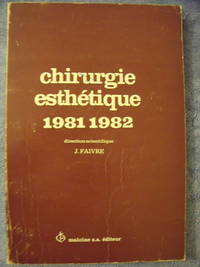 chirurgie
esthétique
1981 1982
direction scientifique
J. FAIVRE
maloine s.a. éditeur